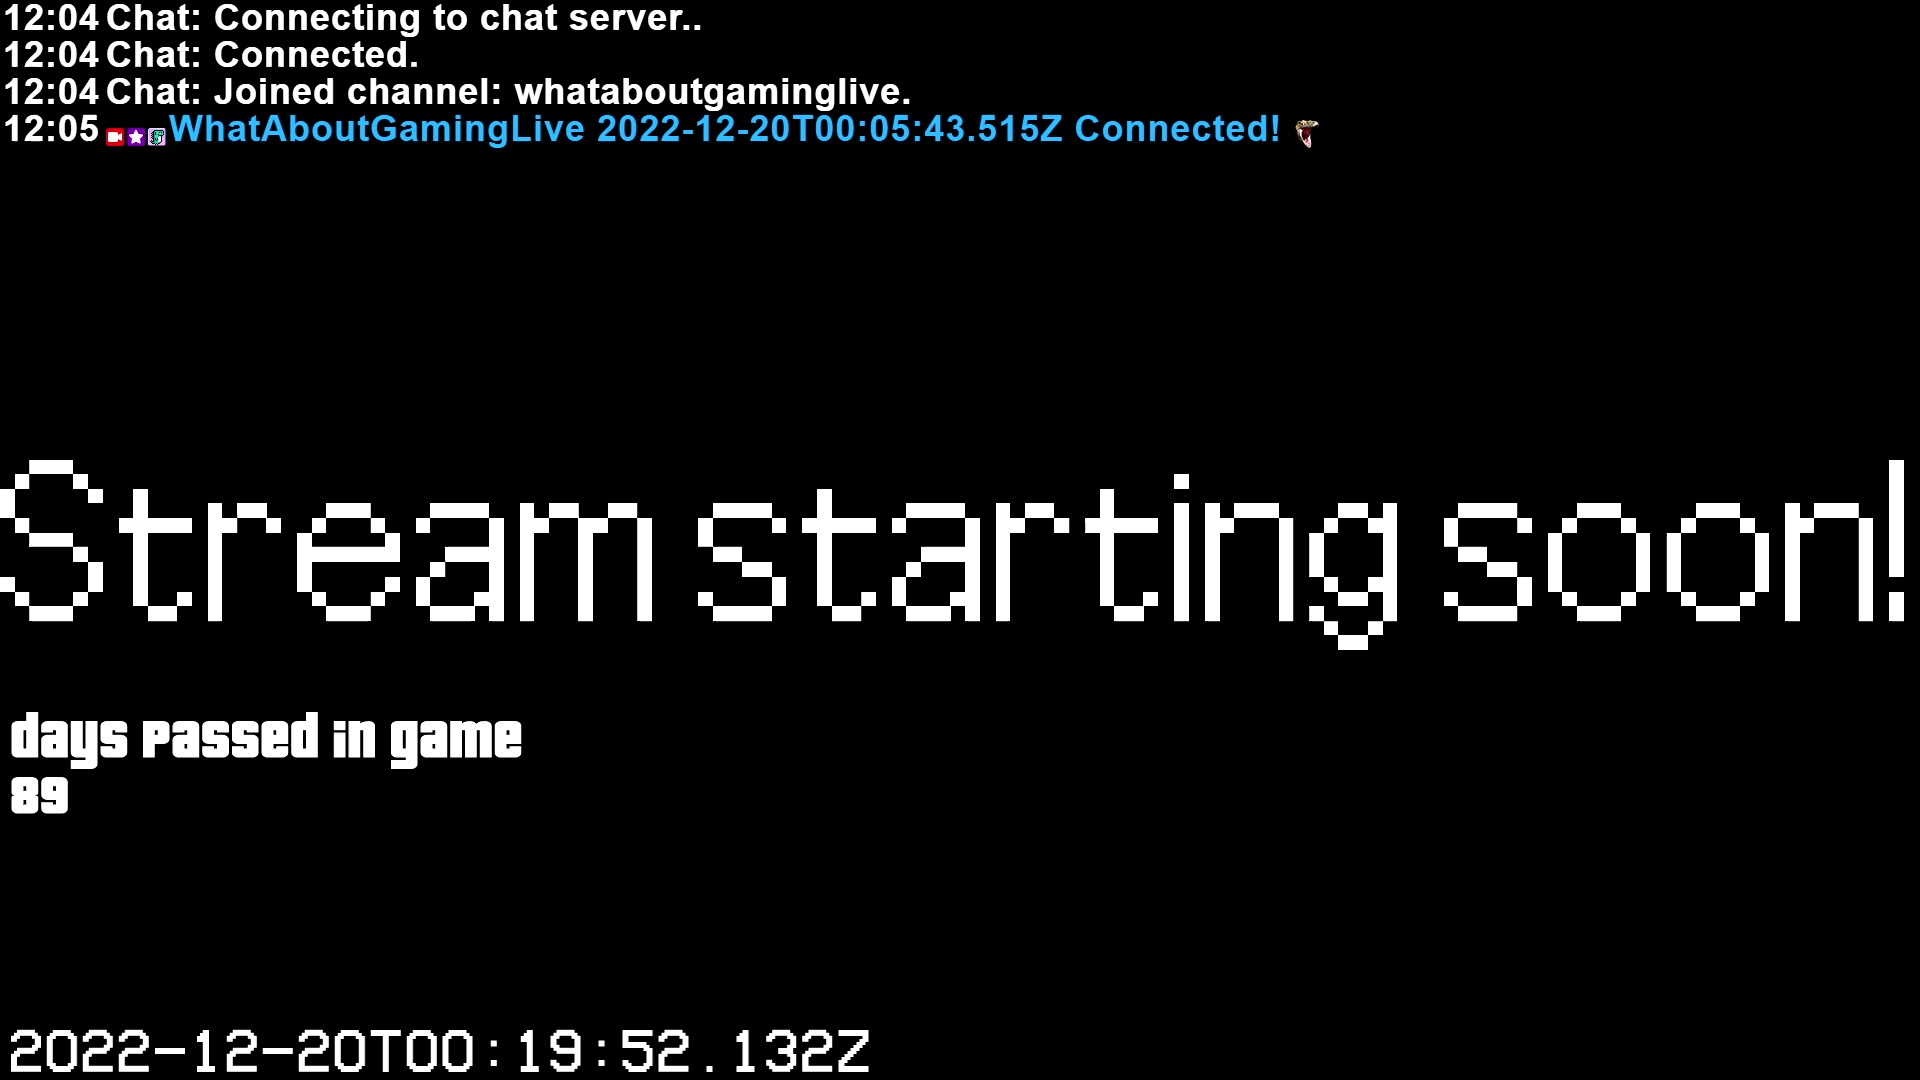 12:04 Chat: Connecting to chat server..
12:04 Chat: Connected.
12:04 Chat: Joined channel: whataboutgaminglive.
12:05 WhatAboutGamingLive 2022-12-20T00:05:43.515Z Connected!
Stream starting soon!
days passed in game
89
2022-12-20T00:19:52.132Z